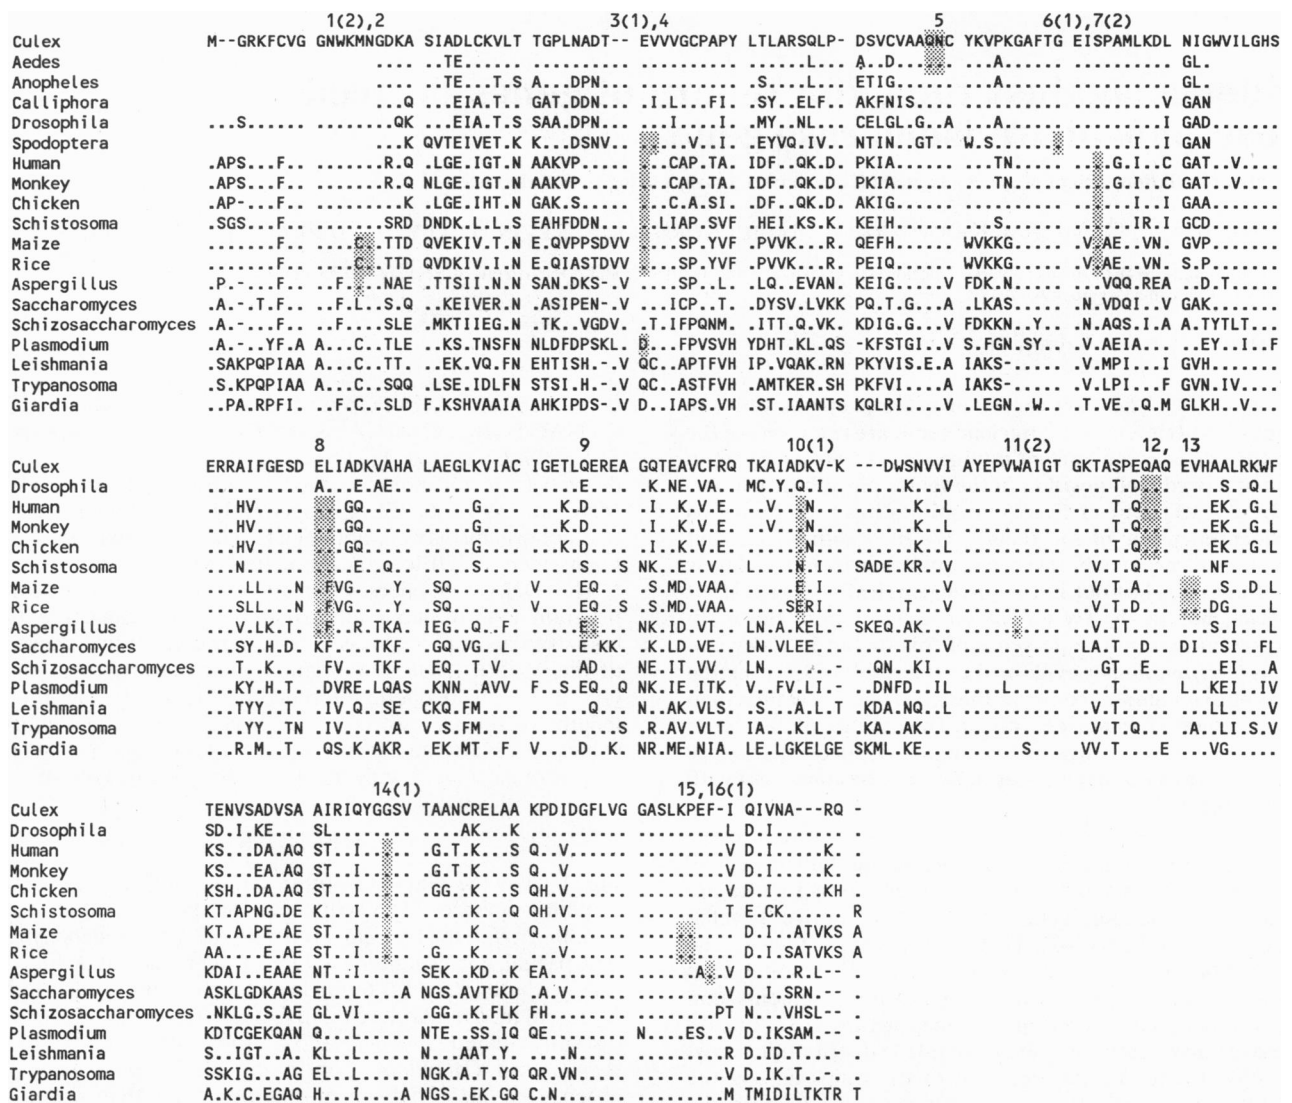 1(2),2 3(1),4 5 6(1),7(2)
Culex M--GRKFCVG GNWKMNGDKA SIADLCKVLT TGPLNADT-- EVVVGCPAPY LTLARSQLP- DSVCVAAQNC YKVPKGAFTG EISPAMLKDL NIGWVILGHS
Aedes .... ...TE..... ........ .......... ......L. A..D.... .....A.... .......... GL.
Anopheles .... ...TE....T.S A...DPN. .......... .S....L. ETIG...... .....A.... .......... GL.
Calliphora ...Q ...EIA.T.. GAT.DDN. .I.L...FI. .SY..ELF. AKFNIS.... .......... .........V GAN
Drosophila ...S...... ........QK ...EIA.T.S SAA.DPN. ...I....I. .MY..NL. CELGL.G..A ....A..... .......... GAD.......
Spodoptera ...K QVTEIVET.K K...DSNV.. ....V..I.. .EYVQ.IV. NTIN..GT.. W.S....... ......I..I GAN
Human .APS...F.. .......R.Q .LGE.IGT.N AAKVP..... ...CAP.TA. IDF..QK.D. PKIA...... ...TN..... ...G.I...C GAT..V....
Monkey .APS...F.. .......R.Q NLGE.IGT.N AAKVP..... ...CAP.TA. IDF..QK.D. PKIA...... ...TN..... ...G.I...C GAT..V....
Chicken .AP-...F.. .........K .LGE.IHT.N GAK.S..... ...C.A.SI. DF..QK.D. AKIG...... .......... ......I..I GAA.......
Schistosoma .SGS...F.. .......SRD DNDK.L.L.S EAHFDDN. ..LIAP.SVF HEI.KS.K. KEIH...... ....S..... ......IR.I GCD.......
Maize .......F.. ....C..TTD QVEKIV.T.N E.QVPPSDVV ...SP.YVF .PVVK...R. QEFH...... WVKKG..... .V.AE..VN. GVP.......
Rice .......F.. ....C..TTD QVDKIV.I.N E.QIASTDVV ...SP.YVF .PVVK...R. PEIQ...... WVKKG..... .V.AE..VN. S.P.......
Aspergillus .P.-...F.. ..F....NAE .TTSII.N.N SAN.DKS-.V ...SP..L.. .LQ..EVAN. KEIG.....V FDK.N..... ...VQQ.REA ..D.T.....
Saccharomyces .A.-.T.F.. ..F.L..S.Q ..KEIVER.N .ASIPEN-.V ...ICP..T. .DYSV.LVKK PQ.T.G...A .LKAS..... .N.VDQI..V GAK.......
Schizosaccharomyces .A.-...F.. ..F....SLE .MKTIIEG.N .TK..VGDV. .T.IFPQNM. .ITT.Q.VK. KDIG.G...V FDKKN..Y.. .N.AQS.I.A A.TYTLT...
Plasmodium .A.-..YF.A A...C..TLE ..KS.TNSFN NLDFDPSKL. D...FPVSVH YDHT.KL.QS -KFSTG I..V S.FGN.SY.. .V.AEIA... ...EY...I..F
Leishmania .SAKPQPIAA A...C..TT. ..EK.VQ.FN EHTISH.-.V QC..APTFVH IP.VQAK.RN PKYVIS.E.A IAKS-..... .V.MPI...I GVH.......
Trypanosoma .S.KPQPIAA A...C..SQQ .LSE.IDLFN STSI.H.-.V QC..ASTFVH .AMTKER.SH PKFVI....A IAKS-..... .V.LPI...F GVN.IV....
Giardia ..PA.RPFI. ..F.C..SLD F.KSHVAAIA AHKIPDS-.V D..IAPS.VH .ST.IAANTS KQLRI....V .LEGN..W.. .T.VE..Q.M GLKH..V...
8 9 10(1) 11(2) 12, 13
Culex ERRAIFGESD ELIADKVAHA LAEGLKVIAC IGETLQEREA GQTEAVCFRQ TKAIADKV-K ---DWSNVVI AYEPVWAIGT GKTASPEQAQ EVHAALRKWF
Drosophila .......... A...E.AE.. .......... .....E.... .K.NE.VA.. MC.Y.Q.I.. ......K..V .......... ....T.D... ....S..Q.L
Human ..HV...... ...GQ..... .....G.... ....K.D... ..I..K.V.E. ..V....N.. ......K..L .......... ....T.Q... ...EK..G.L
Monkey ..HV...... ...GQ..... .....G.... ....K.D... ..I..K.V.E. ..V....N.. ......K..L .......... ....T.Q... ...EK..G.L
Chicken ..HV...... ...GQ..... .....G.... ....K.D... ..I..K.V.E. .......N.. ......K..L .......... ....T.Q... ...EK..G.L
Schistosoma ..N....... ....E..Q.. .....S.... .....S...S NK..E..V.. L.....N.I. SADE.KR..V .......... .V..T.Q... ...NF.....
Maize ...LL...N .FVG...Y. SQ........ V....EQ... .S.MD.VAA. ......E.I. .........V .......... .V..T.A... ....S..D.L
Rice ..SLL...N .FVG...Y. SQ........ V....EQ..S .S.MD.VAA. .....SERI. ......T..V .......... .V..T.D... ...DG....L
Aspergillus ..V.LK.T. .F..R.TKA. IEG..Q..F. .....E.... NK.ID.VT.. LN.A.KEL- SKEQ.AK... .......... .V..TT.... ....S.I..L
Saccharomyces ..SY.H.D. KF...TKF. .GQ.VG..L. .....E.KK. .K.LD.VE.. LN.VLEE... ......T..V .......... LA.T..D... DI..SI..FL
Schizosaccharomyces ..T..K.... .FV..TKF.. .EQ..T.V.. .....AD... NE.IT.VV.. LN.......- ..QN..KI.. .......... ..GT..E... ...EI....A
Plasmodium ..KY.H.T. .DVRE.LQAS .KNN..AVV. F..S.EQ..Q NK.IE.ITK. V..FV.LI.- ..DNFD..IL .....L.... ....T..... L..KEI..IV
Leishmania ..TYY..T. .IV.Q..SE. CKQ.FM.... ......Q..N ..AK.VLS.. .S...A.L.T .KDA.NQ..L .......... .V..T..... ...LL....V
Trypanosoma ...YY..TN .IV....A. V.S.FM.... .........S .R.AV.VLT. IA...K.L.. .KA..AK... .......... .V..T.Q... .A..LI.S.V
Giardia ..R.M..T. .QS.K.AKR. .EK.MT..F. V....D..K. NR.ME.NIA. LE.LGKELGE SKML.KE... ......S... VV.T....E ..VG......
14(1) 15,16(1)
Culex TENVSADVSA AIRIQYGGSV TAANCRELAA KPDIDGFLVG GASLKPEF-I QIVNA---RQ -
Drosophila SD.I.KE... SL........ ....AK...K .......... .........L D.I....... .
Human KS...DA.AQ ST..I..... .G.T.K...S Q..V...... .........V D.I.....K. .
Monkey KS...EA.AQ ST..I..... .G.T.K...S Q..V...... .........V D.I.....K. .
Chicken KSH..DA.AQ ST..I..... .GG..K...S QH.V...... .........V D.I.....KH .
Schistosoma KT.APNG.DE K...I..... .....K...Q QH.V...... .........T E.CK...... R
Maize KT.A.PE.AE ST..I..... .....K.... Q..V...... .......... D.I..ATVKS A
Rice AA....E.AE ST..I..... .G...K.... ...V...... .......... D.I.SATVKS A
Aspergillus KDAI..EAAE NT..I..... SEK..KD..K EA........ ......A..V D....R.L-- .
Saccharomyces ASKLGDKAAS EL..L....A NGS.AVTFKD .A.V...... .........V D.I.SRN.-- .
Schizosaccharomyces .NKLG.S.AE GL.VI..... .GG..K.FLK FH........ ........PT N...VHSL-- .
Plasmodium KDTCGEKQAN Q...L..... NTE..SS.IQ QE........ N....ES..V D.IKSAM.-- .
Leishmania S..IGT..A. KL..L..... N...AAT.Y. ....N..... .........R D.ID.T...- .
Trypanosoma SSKIG...AG EL..L..... NGK.A.T.YQ QR.VN..... .........V D.IK.T..-- .
Giardia A.K.C.EGAQ H...I....A NGS..EK.GQ C.N....... .........M TMIDILTKTR T